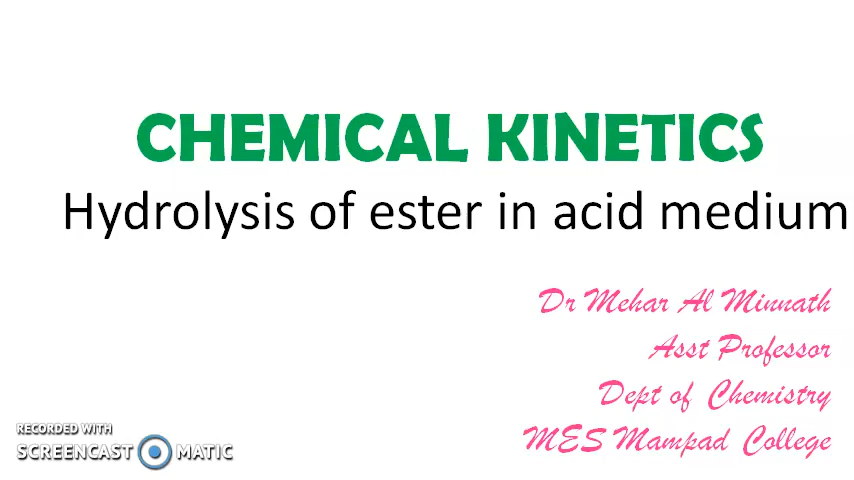 CHEMICAL KINETICS
Hydrolysis of ester in acid medium
Dr Mehar Al Minnath
Asst Professor
Dept of Chemistry
MES Mampad College
RECORDED WITH
SCREENCAST MATIC